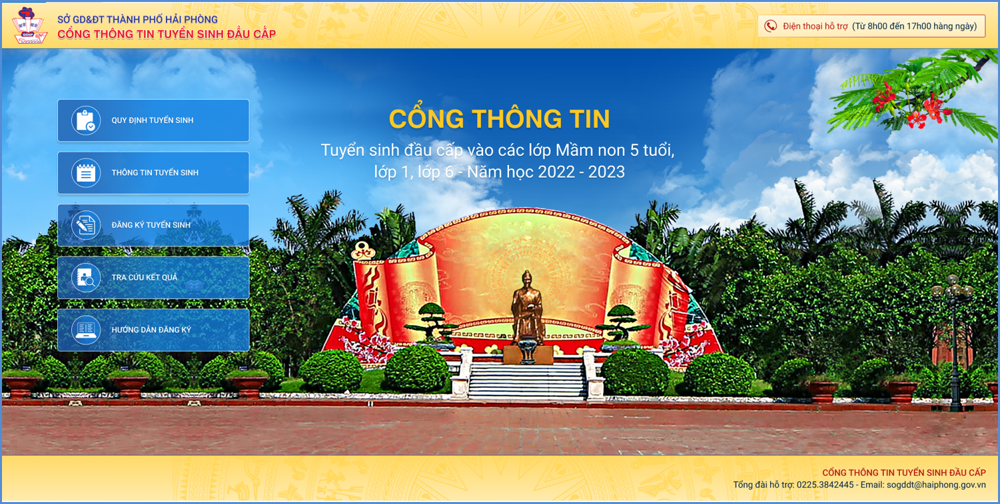 GDHP
SỞ GD&ĐT THÀNH PHỐ HẢI PHÒNG
CỔNG THÔNG TIN TUYỂN SINH ĐẦU CẤP
Điện thoại hỗ trợ (Từ 8h00 đến 17h00 hàng ngày)
QUY ĐỊNH TUYỂN SINH
THÔNG TIN TUYỂN SINH
ĐĂNG KÝ TUYỂN SINH
TRA CỨU KẾT QUẢ
HƯỚNG DẪN ĐĂNG KÝ
CỔNG THÔNG TIN
Tuyển sinh đầu cấp vào các lớp Mầm non 5 tuổi,
lớp 1, lớp 6 - Năm học 2022 - 2023
CỔNG THÔNG TIN TUYỂN SINH ĐẦU CẤP
Tổng đài hỗ trợ: 0225.3842445 - Email: sogddt@haiphong.gov.vn